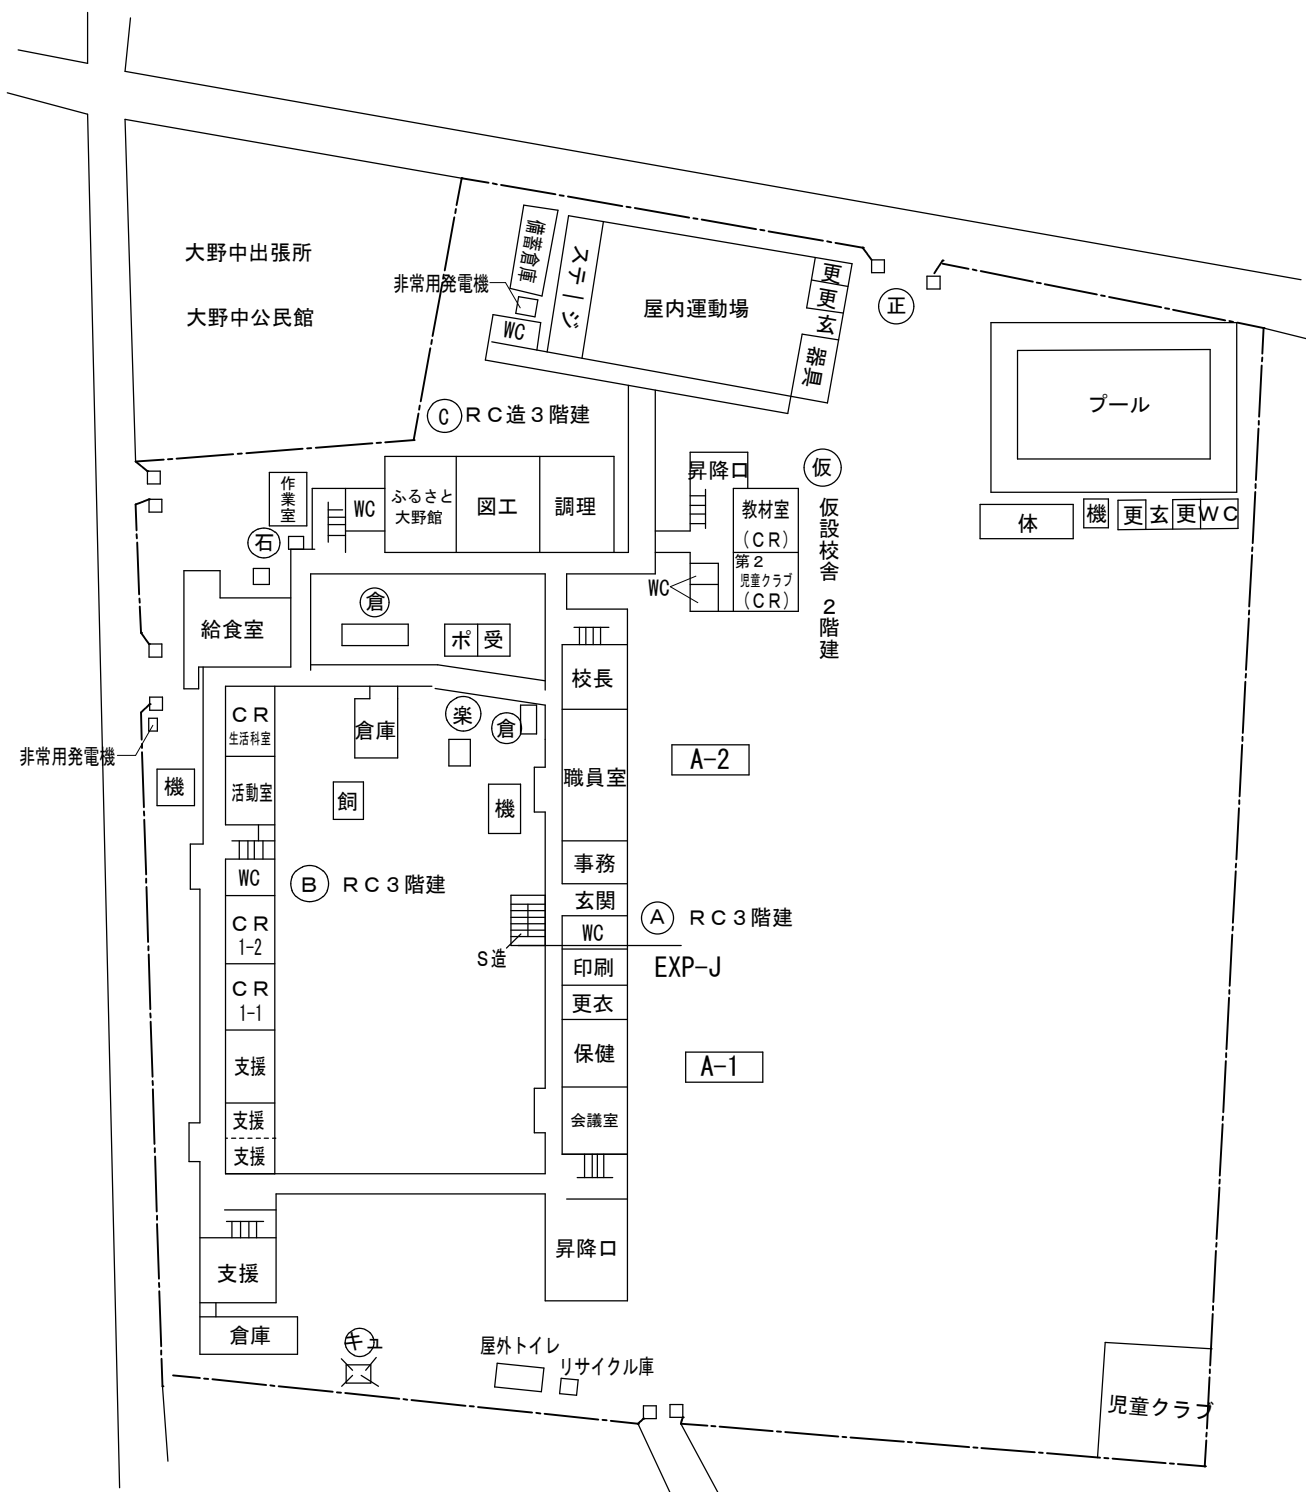 大野中出張所
大野中公民館
備蓄倉庫
非常用発電機
WC
ステージ
屋内運動場
更
更
玄
器具
正
プール
体
機
更
玄
更
WC
C
RC造3階建
作業室
石
WC
ふるさと
大野館
図工
調理
昇降口
仮
仮設校舎 2階建
教材室
(CR)
第2
児童クラブ
(CR)
WC
給食室
倉
ポ
受
校長
CR
生活科室
倉庫
楽
倉
非常用発電機
機
活動室
飼
機
職員室
A-2
WC
B
RC3階建
事務
玄関
WC
A
RC3階建
S造
EXP-J
CR
1-2
印刷
CR
1-1
更衣
支援
保健
A-1
支援
会議室
支援
支援
昇降口
倉庫
キュ
屋外トイレ
リサイクル庫
児童クラブ